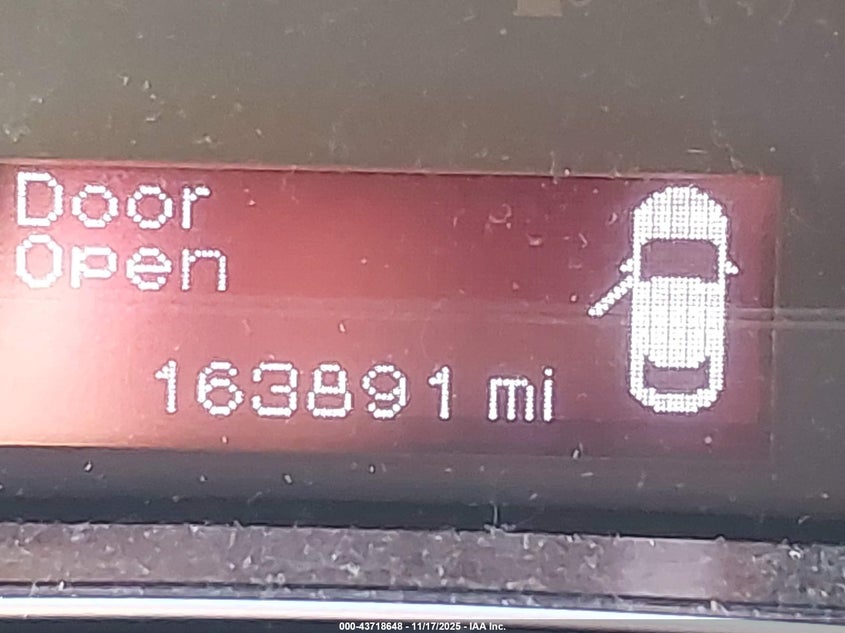 Door
Open
163891 mi
000-43718648 - 11/17/2025 - IAA Inc.